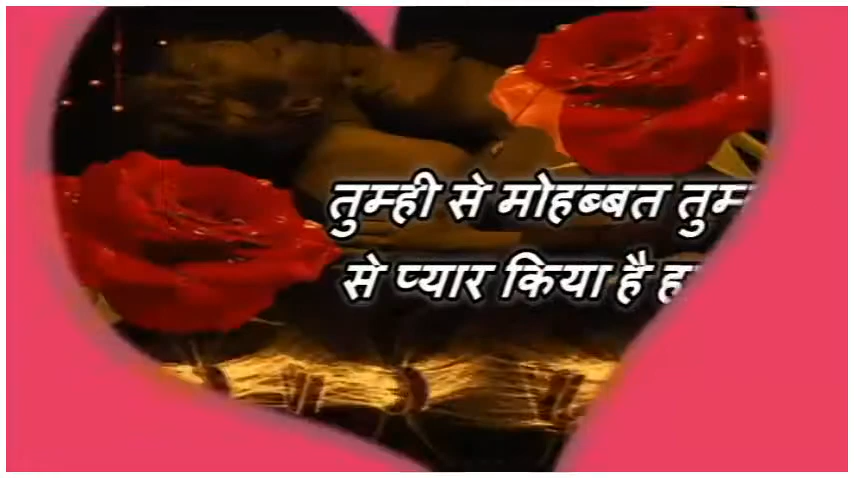 तुम्ही से मोहब्बत
से प्यार किया है